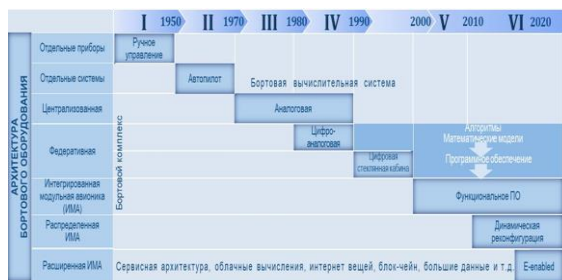 I 1950 II 1970 III 1980 IV 1990 2000 V 2010 VI 2020
АРХИТЕКТУРА
БОРТОВОГО ОБОРУДОВАНИЯ
Отдельные приборы
Ручное
управление
Отдельные системы
Автопилот
Бортовая вычислительная система
Централизованная
Аналоговая
Федеративная
Цифро-
аналоговая
Цифровая
стеклянная кабина
Алгоритмы
Математические модели
Программное обеспечение
Бортовой комплекс
Интегрированная
модульная авионика
(ИМА)
Функциональное ПО
Распределенная
ИМА
Динамическая
реконфигурация
Расширенная ИМА
Сервисная архитектура, облачные вычисления, интернет вещей, блок-чейн, большие данные и т.д.
E-enabled